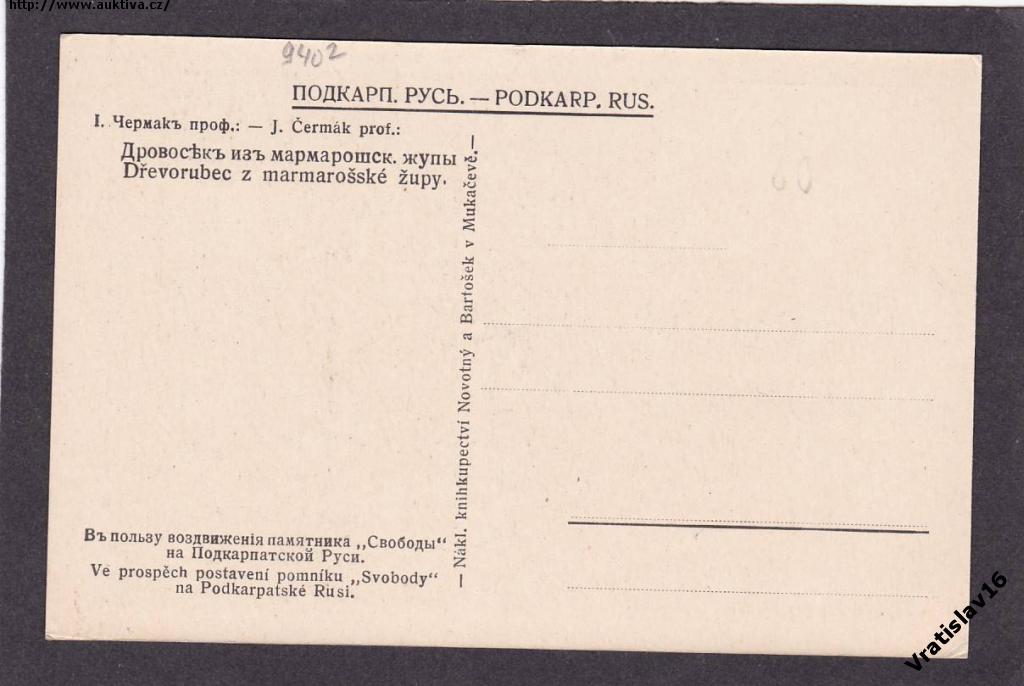 http://www.auktiva.cz/
9402
ПОДКАРП. РУСЬ. — PODKARP. RUS.
І. Чермакъ проф.: — J. Čermák prof.:
Дровосѣкъ изъ мармарошск. жупы
Dřevorubec z marmarošské župy.
— Nákl. knihkupectví Novotný a Bartošek v Mukačevě. —
Въ пользу воздвиженія памятника „Свободы“
на Подкарпатской Руси.
Ve prospěch postavení pomníku „Svobody“
na Podkarpatské Rusi.
Vratislav16